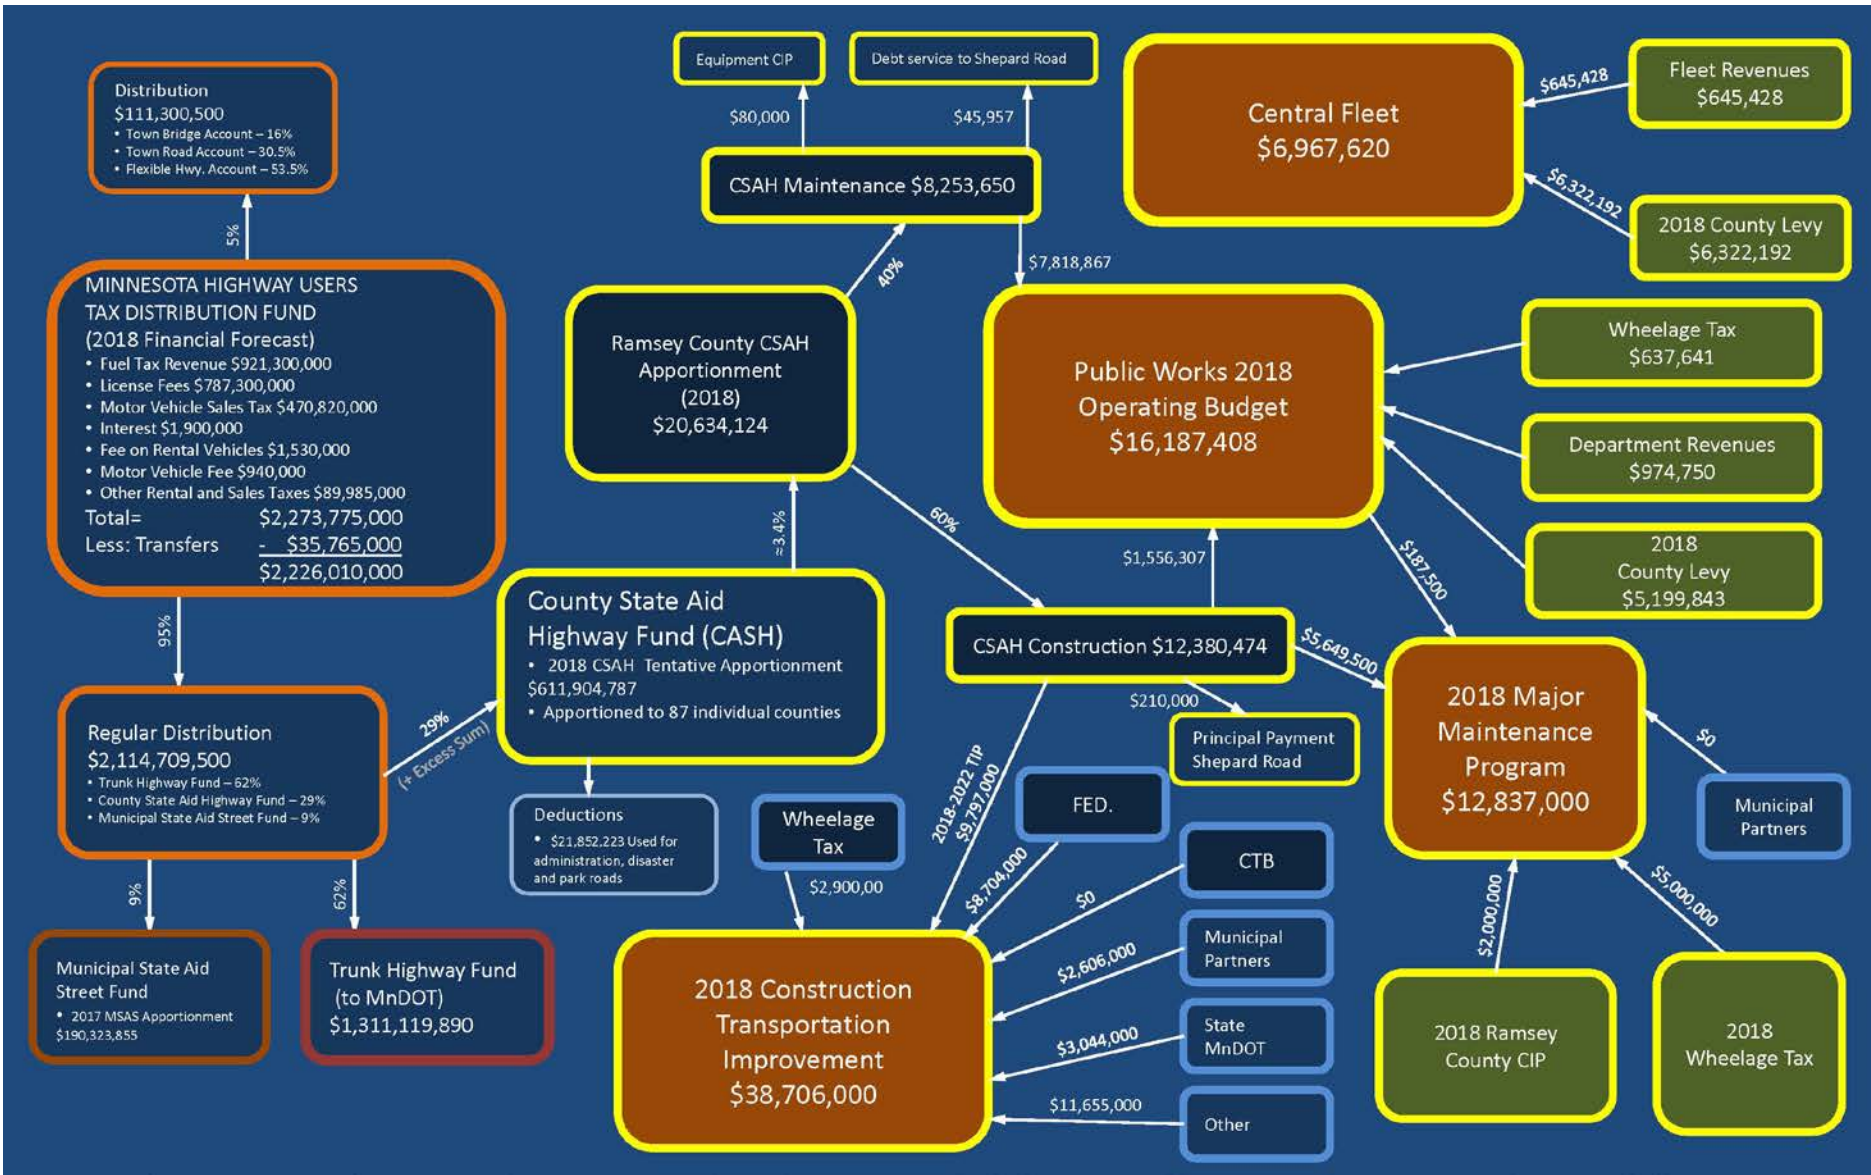 Distribution
$111,300,500
• Town Bridge Account – 16%
• Town Road Account – 30.5%
• Flexible Hwy. Account – 53.5%
5%
MINNESOTA HIGHWAY USERS
TAX DISTRIBUTION FUND
(2018 Financial Forecast)
• Fuel Tax Revenue $921,300,000
• License Fees $787,300,000
• Motor Vehicle Sales Tax $470,820,000
• Interest $1,900,000
• Fee on Rental Vehicles $1,530,000
• Motor Vehicle Fee $940,000
• Other Rental and Sales Taxes $89,985,000
Total= $2,273,775,000
Less: Transfers - $35,765,000
$2,226,010,000
95%
Regular Distribution
$2,114,709,500
• Trunk Highway Fund – 62%
• County State Aid Highway Fund – 29%
• Municipal State Aid Street Fund – 9%
9%
62%
Municipal State Aid
Street Fund
• 2017 MSAS Apportionment
$190,323,855
Trunk Highway Fund
(to MnDOT)
$1,311,119,890
29%
(+ Excess Sum)
County State Aid
Highway Fund (CASH)
• 2018 CSAH Tentative Apportionment
$611,904,787
• Apportioned to 87 individual counties
Deductions
• $21,852,223 Used for
administration, disaster
and park roads
≈3.4%
Ramsey County CSAH
Apportionment
(2018)
$20,634,124
40%
60%
Equipment CIP
Debt service to Shepard Road
$80,000
$45,957
CSAH Maintenance $8,253,650
$7,818,867
Central Fleet
$6,967,620
$645,428
Fleet Revenues
$645,428
$6,322,192
2018 County Levy
$6,322,192
Public Works 2018
Operating Budget
$16,187,408
Wheelage Tax
$637,641
Department Revenues
$974,750
2018
County Levy
$5,199,843
$1,556,307
$187,500
CSAH Construction $12,380,474
$5,649,500
$210,000
Principal Payment
Shepard Road
2018-2022 TIP
$9,797,000
2018 Major
Maintenance
Program
$12,837,000
$0
Municipal
Partners
$2,000,000
$5,000,000
2018 Ramsey
County CIP
2018
Wheelage Tax
Wheelage
Tax
$2,900,00
FED.
$8,704,000
CTB
$0
Municipal
Partners
$2,606,000
State
MnDOT
$3,044,000
Other
$11,655,000
2018 Construction
Transportation
Improvement
$38,706,000